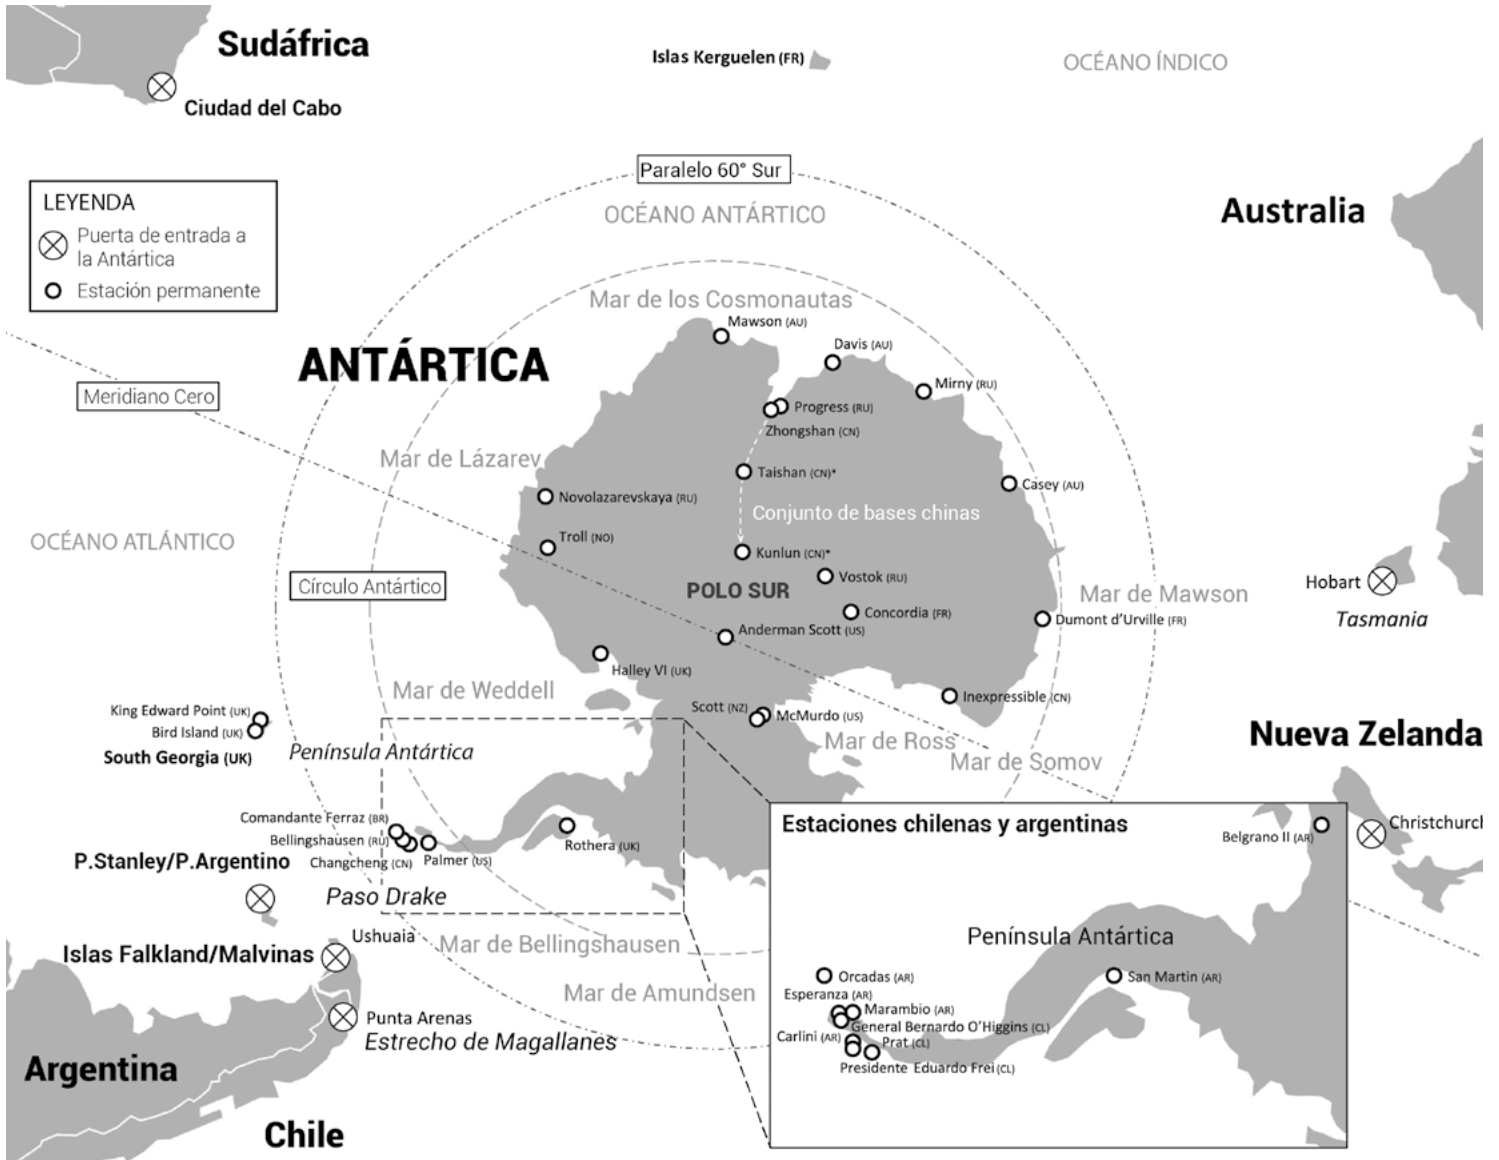 Sudáfrica
Islas Kerguelen (FR)
OCÉANO ÍNDICO
Ciudad del Cabo
Paralelo 60° Sur
LEYENDA
Puerta de entrada a
la Antártica
Estación permanente
OCÉANO ANTÁRTICO
Australia
Mar de los Cosmonautas
Mawson (AU)
Davis (AU)
ANTÁRTICA
Mirny (RU)
Meridiano Cero
Progress (RU)
Zhongshan (CN)
Mar de Lázarev
Taishan (CN)*
Casey (AU)
Novolazarevskaya (RU)
Conjunto de bases chinas
OCÉANO ATLÁNTICO
Troll (NO)
Kunlun (CN)*
Vostok (RU)
Círculo Antártico
POLO SUR
Hobart
Mar de Mawson
Concordia (FR)
Dumont d'Urville (FR)
Tasmania
Anderman Scott (US)
Halley VI (UK)
Mar de Weddell
Inexpressible (CN)
King Edward Point (UK)
Scott (NZ)
McMurdo (US)
Bird Island (UK)
Mar de Ross
Nueva Zelanda
South Georgia (UK)
Península Antártica
Mar de Somov
Comandante Ferraz (BR)
Estaciones chilenas y argentinas
Christchurch
Bellingshausen (RU)
Rothera (UK)
Belgrano II (AR)
Changcheng (CN)
Palmer (US)
P.Stanley/P.Argentino
Paso Drake
Ushuaia
Península Antártica
Mar de Bellingshausen
Islas Falkland/Malvinas
Orcadas (AR)
San Martin (AR)
Mar de Amundsen
Esperanza (AR)
Marambio (AR)
Punta Arenas
General Bernardo O'Higgins (CL)
Carlini (AR)
Prat (CL)
Estrecho de Magallanes
Presidente Eduardo Frei (CL)
Argentina
Chile